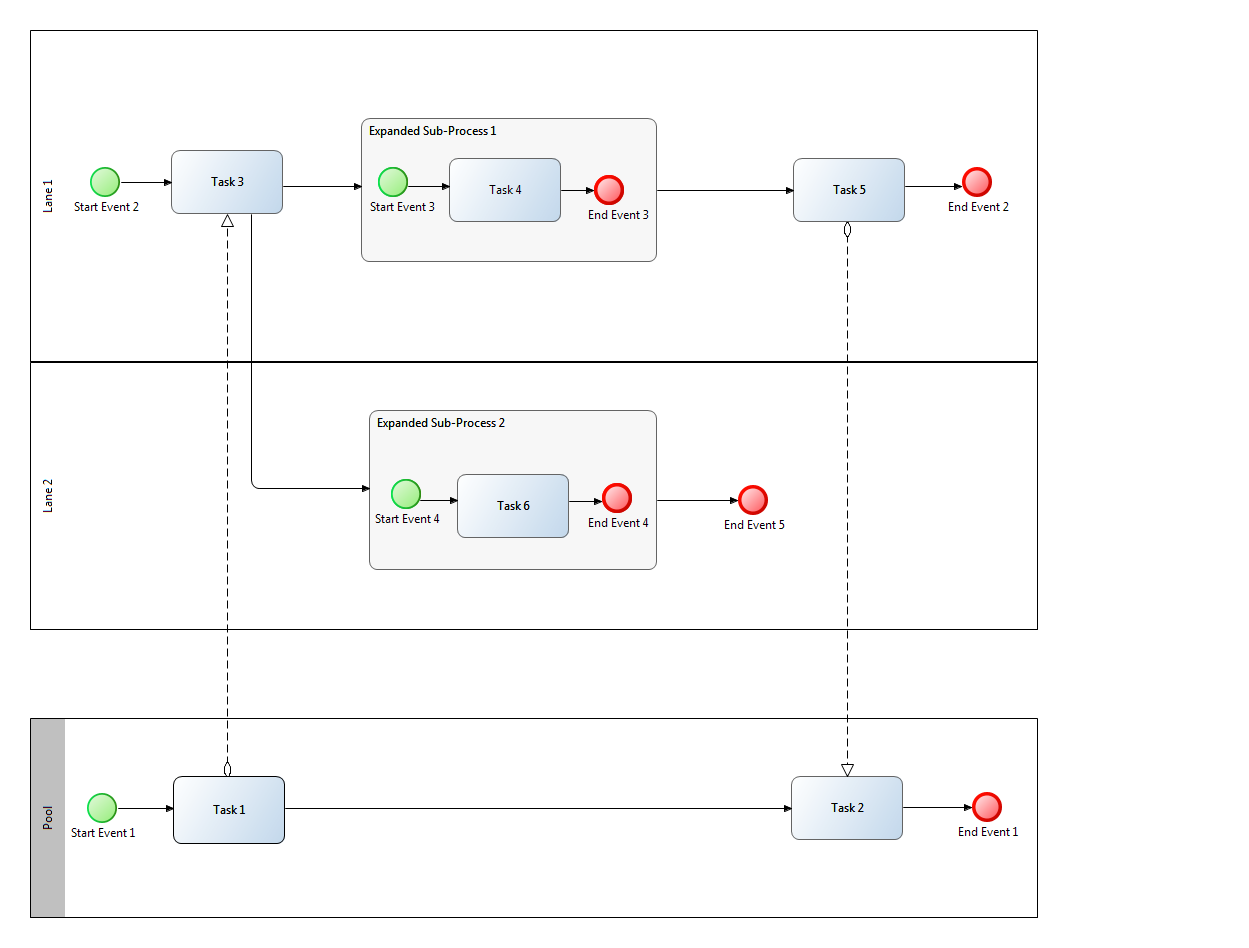 Lane 1
Expanded Sub-Process 1
Task 3
Task 4
Task 5
Start Event 2
Start Event 3
End Event 3
End Event 2
Lane 2
Expanded Sub-Process 2
Task 6
Start Event 4
End Event 4
End Event 5
Pool
Task 1
Task 2
Start Event 1
End Event 1